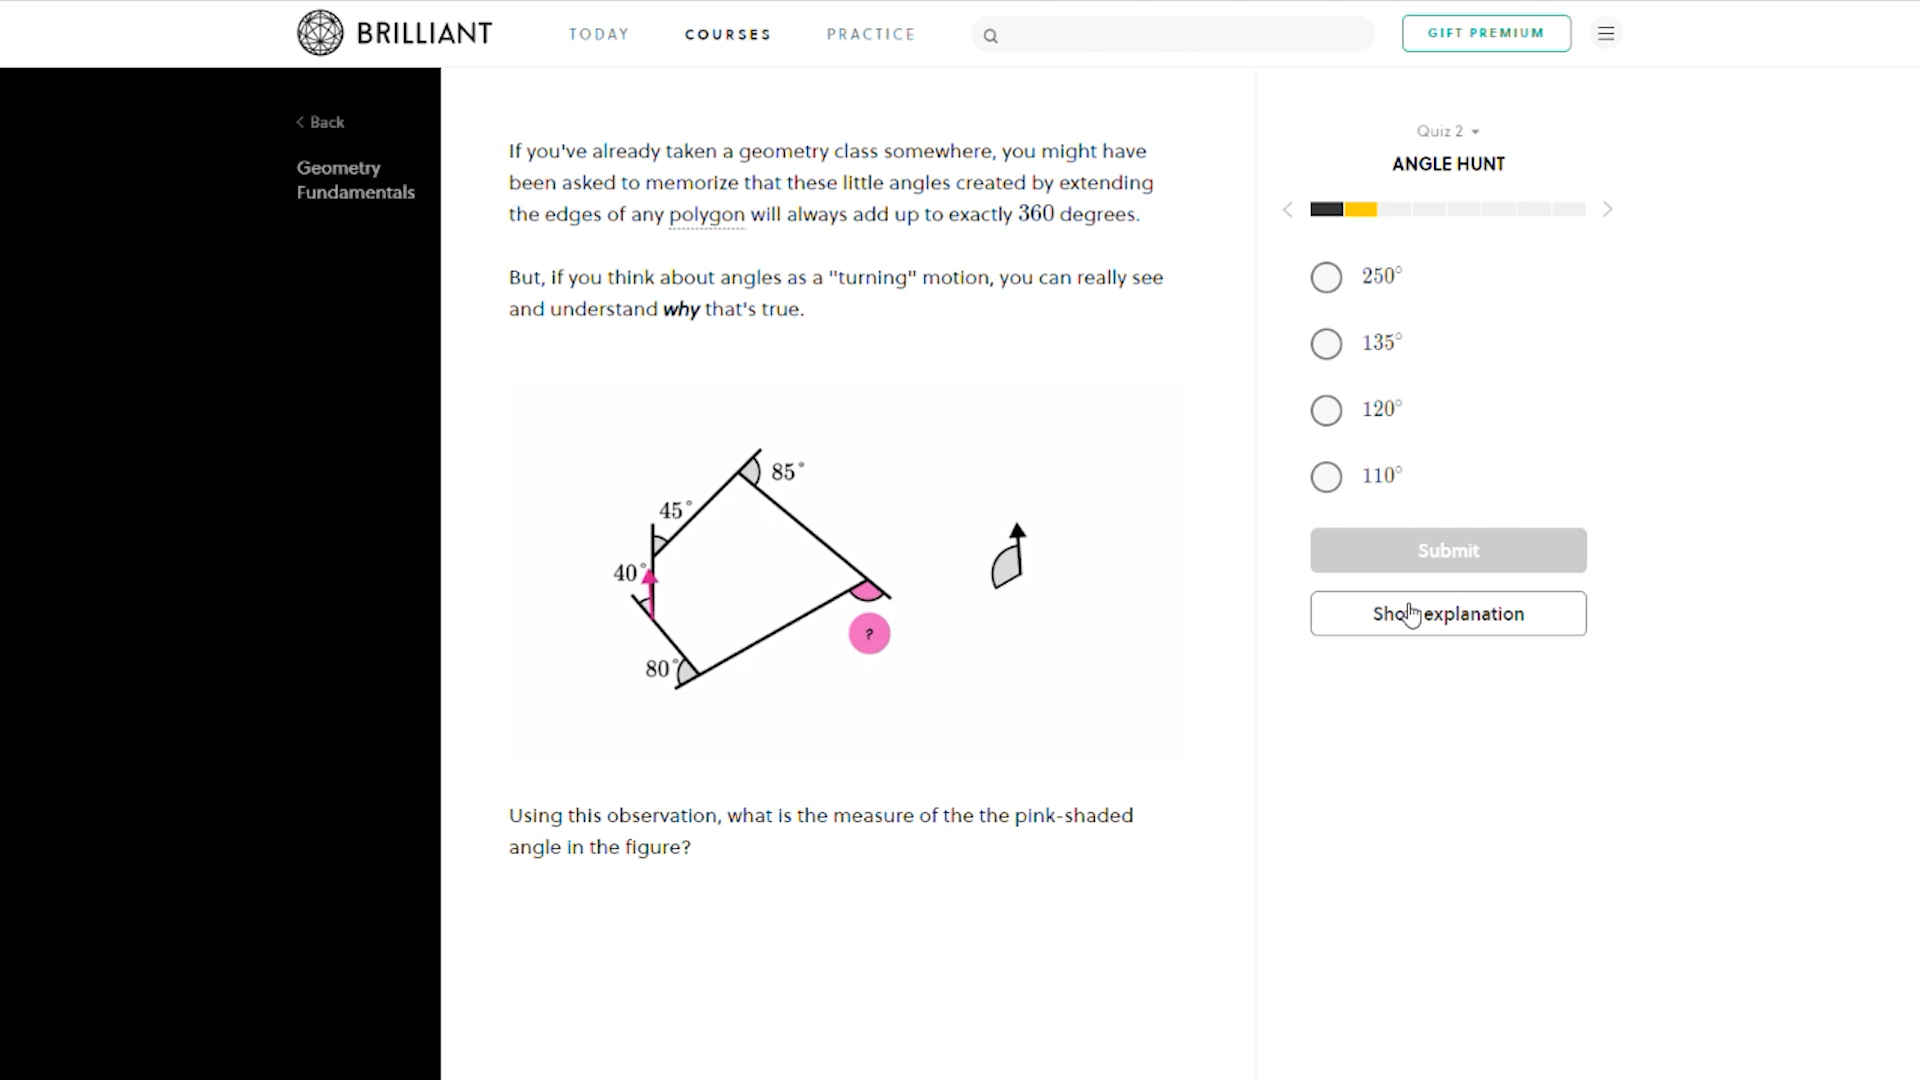 BRILLIANT
TODAY
COURSES
PRACTICE
GIFT PREMIUM
Back
Geometry
Fundamentals
If you've already taken a geometry class somewhere, you might have
been asked to memorize that these little angles created by extending
the edges of any polygon will always add up to exactly 360 degrees.
But, if you think about angles as a "turning" motion, you can really see
and understand why that's true.
85°
45°
40°
?
80°
Using this observation, what is the measure of the the pink-shaded
angle in the figure?
Quiz 2
ANGLE HUNT
250°
135°
120°
110°
Submit
Show explanation